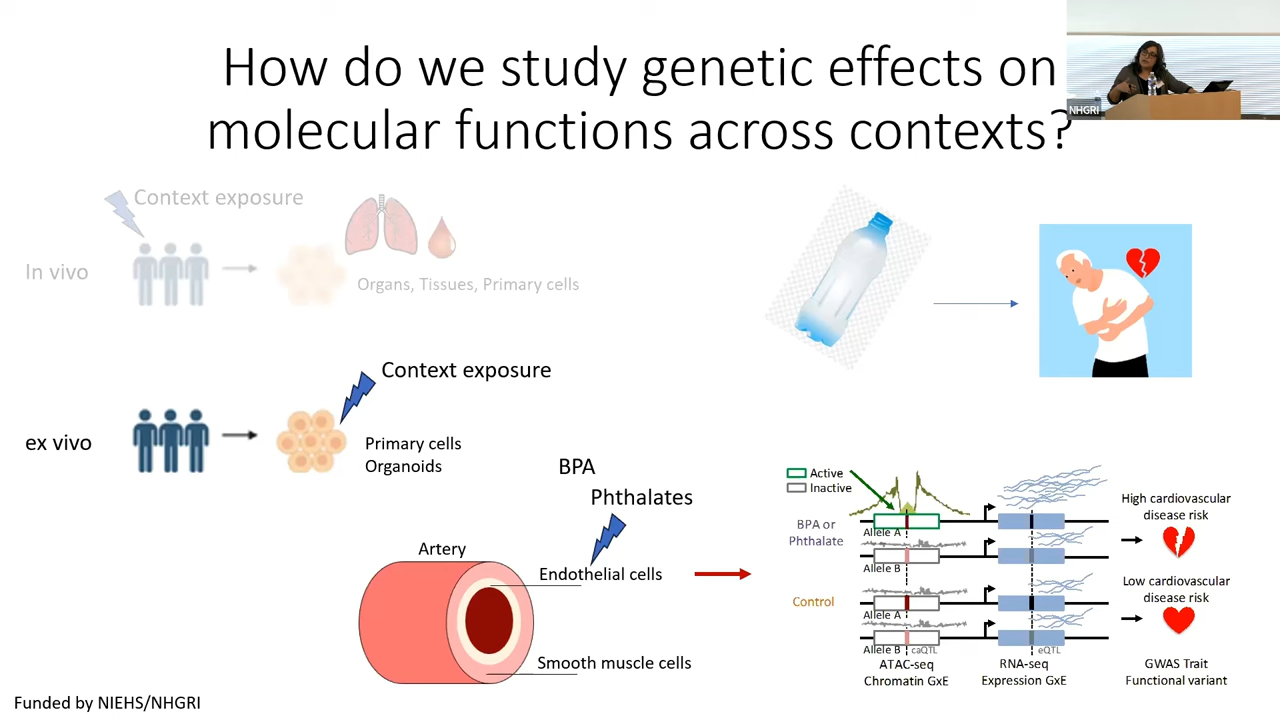 How do we study genetic effects on
molecular functions across contexts?
NHGRI
Context exposure
In vivo
Organs, Tissues, Primary cells
Context exposure
ex vivo
Primary cells
Organoids
BPA
Phthalates
Artery
Endothelial cells
Smooth muscle cells
Active
Inactive
BPA or
Phthalate
Allele A
Allele B
Control
Allele A
Allele B
caQTL
eQTL
ATAC-seq
Chromatin GxE
RNA-seq
Expression GxE
High cardiovascular
disease risk
Low cardiovascular
disease risk
GWAS Trait
Functional variant
Funded by NIEHS/NHGRI